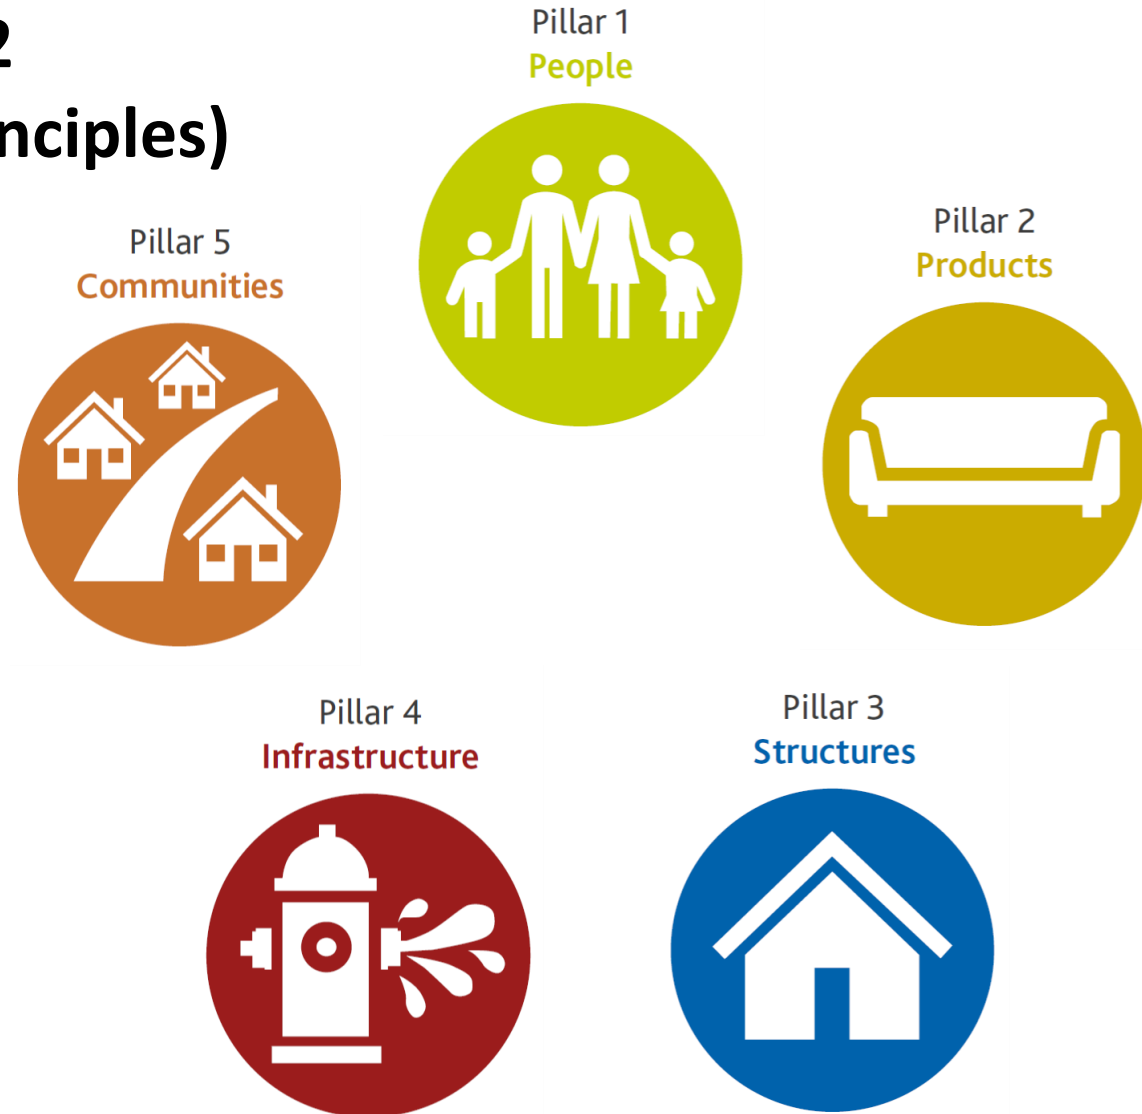 2
nciples)
Pillar 1
People
Pillar 2
Products
Pillar 5
Communities
Pillar 4
Infrastructure
Pillar 3
Structures